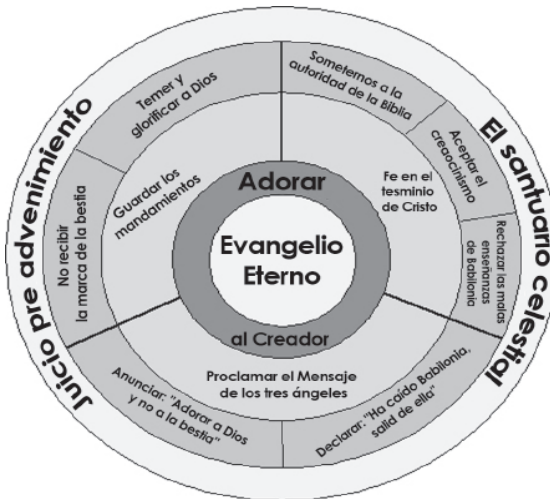 Juicio pre advenimiento
El santuario celestial
Temer y
glorificar a Dios
No recibir
la marca de la bestia
Someternos a la
autoridad de la Biblia
Aceptar el
creaocinismo
Rechazar las malas
enseñanzas
de Babilonia
Guardar los
mandamientos
Fe en el
tesminio
de Cristo
Adorar
Evangelio
Eterno
al Creador
Proclamar el Mensaje
de los tres ángeles
Anunciar: "Adorar a Dios
y no a la bestia"
Declarar: "Ha caído Babilonia,
salid de ella"